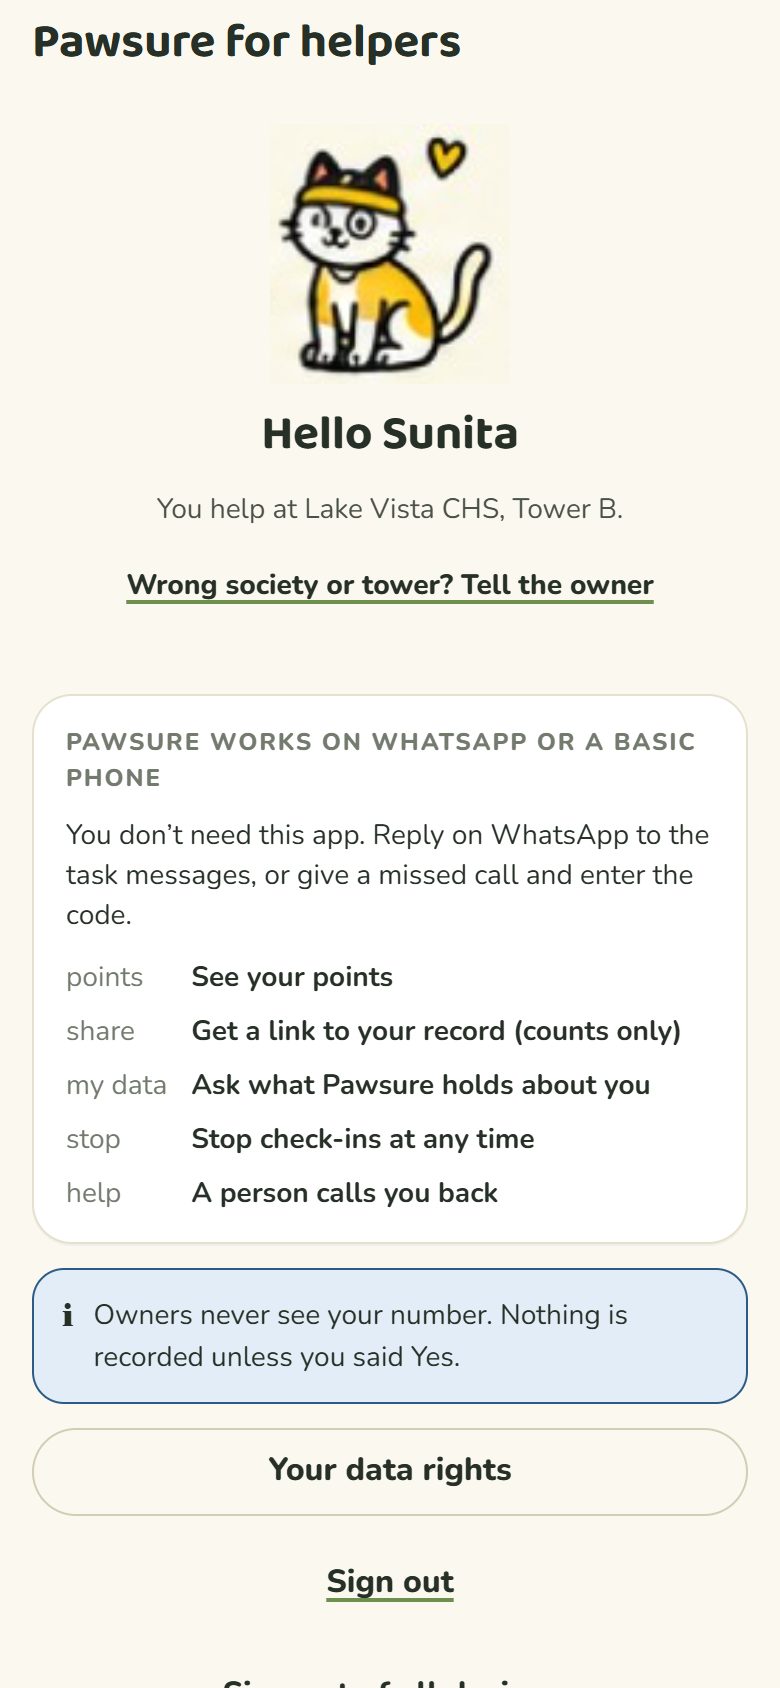 Pawsure for helpers
Hello Sunita
You help at Lake Vista CHS, Tower B.
Wrong society or tower? Tell the owner
PAWSURE WORKS ON WHATSAPP OR A BASIC
PHONE
You don’t need this app. Reply on WhatsApp to the
task messages, or give a missed call and enter the
code.
points See your points
share Get a link to your record (counts only)
my data Ask what Pawsure holds about you
stop Stop check-ins at any time
help A person calls you back
i Owners never see your number. Nothing is
recorded unless you said Yes.
Your data rights
Sign out